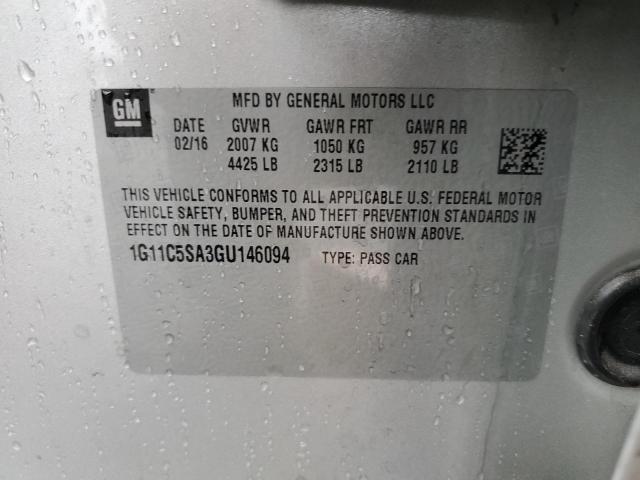 GM MFD BY GENERAL MOTORS LLC
DATE GVWR GAWR FRT GAWR RR
02/16 2007 KG 1050 KG 957 KG
4425 LB 2315 LB 2110 LB
THIS VEHICLE CONFORMS TO ALL APPLICABLE U.S. FEDERAL MOTOR
VEHICLE SAFETY, BUMPER, AND THEFT PREVENTION STANDARDS IN
EFFECT ON THE DATE OF MANUFACTURE SHOWN ABOVE.
1G11C5SA3GU146094 TYPE: PASS CAR